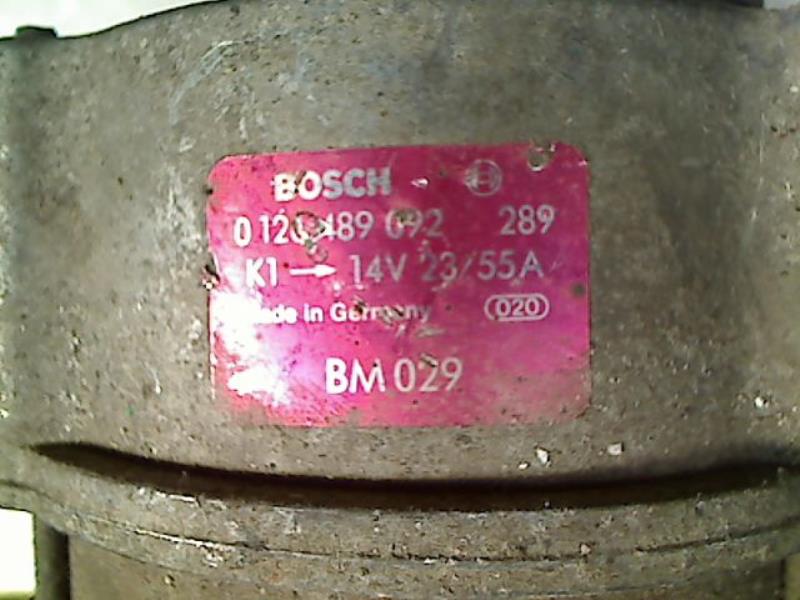 BOSCH
0 120 489 092 289
K1 → 14V 23/55A
Made in Germany 020
BM 029